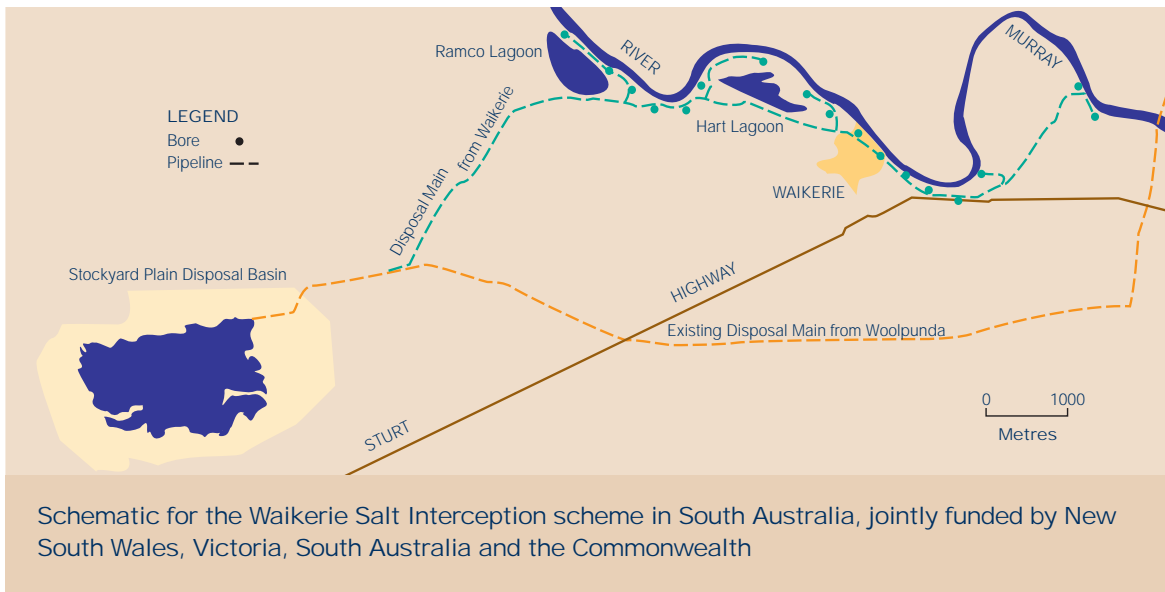 Ramco Lagoon
RIVER
MURRAY
LEGEND
Bore
Pipeline
Disposal Main from Waikerie
Hart Lagoon
WAIKERIE
Stockyard Plain Disposal Basin
HIGHWAY
Existing Disposal Main from Woolpunda
STURT
0 1000
Metres
Schematic for the Waikerie Salt Interception scheme in South Australia, jointly funded by New
South Wales, Victoria, South Australia and the Commonwealth